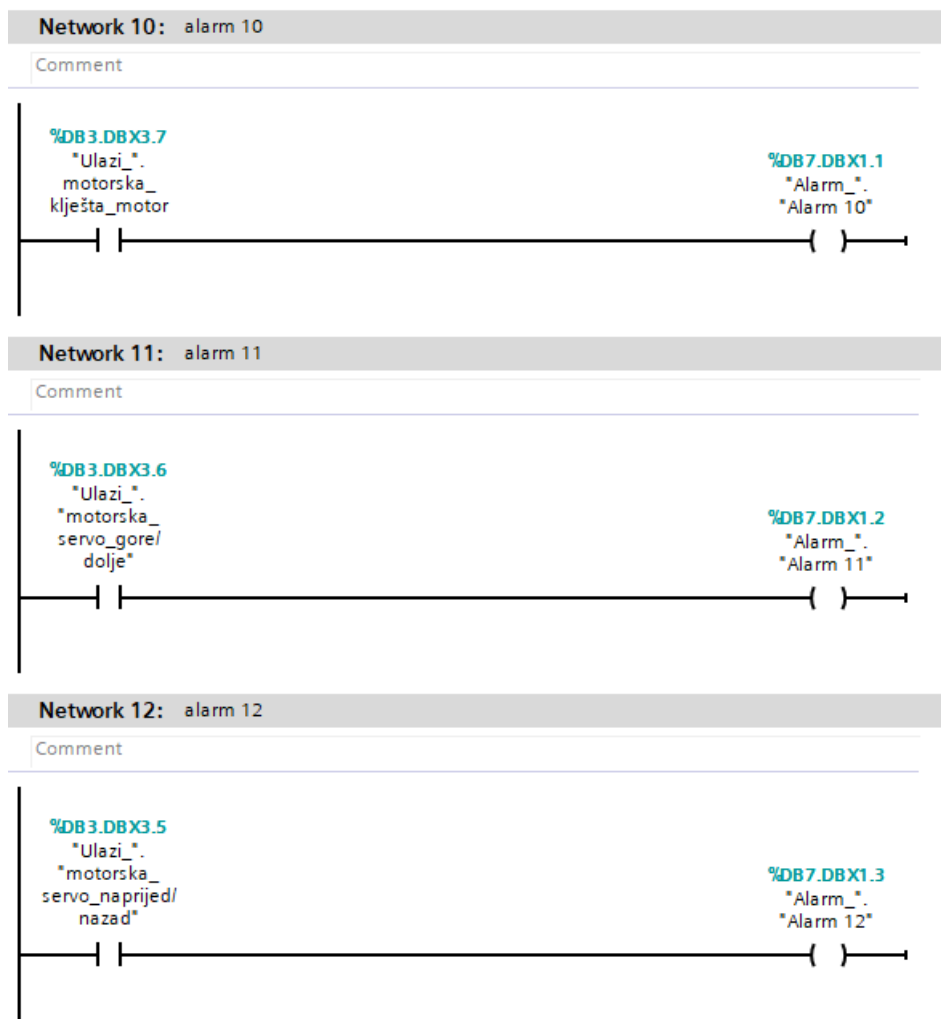 Network 10: alarm 10
Comment
%DB3.DBX3.7
"Ulazi_".
motorska_
klješta_motor
%DB7.DBX1.1
"Alarm_".
"Alarm 10"
Network 11: alarm 11
Comment
%DB3.DBX3.6
"Ulazi_".
"motorska_
servo_gore/
dolje"
%DB7.DBX1.2
"Alarm_".
"Alarm 11"
Network 12: alarm 12
Comment
%DB3.DBX3.5
"Ulazi_".
"motorska_
servo_naprijed/
nazad"
%DB7.DBX1.3
"Alarm_".
"Alarm 12"